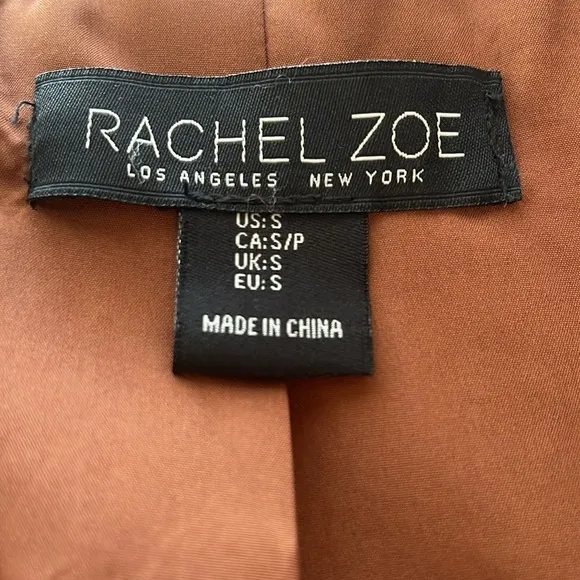 RACHEL ZOE
LOS ANGELES NEW YORK
US:S
CA:S/P
UK:S
EU:S
MADE IN CHINA